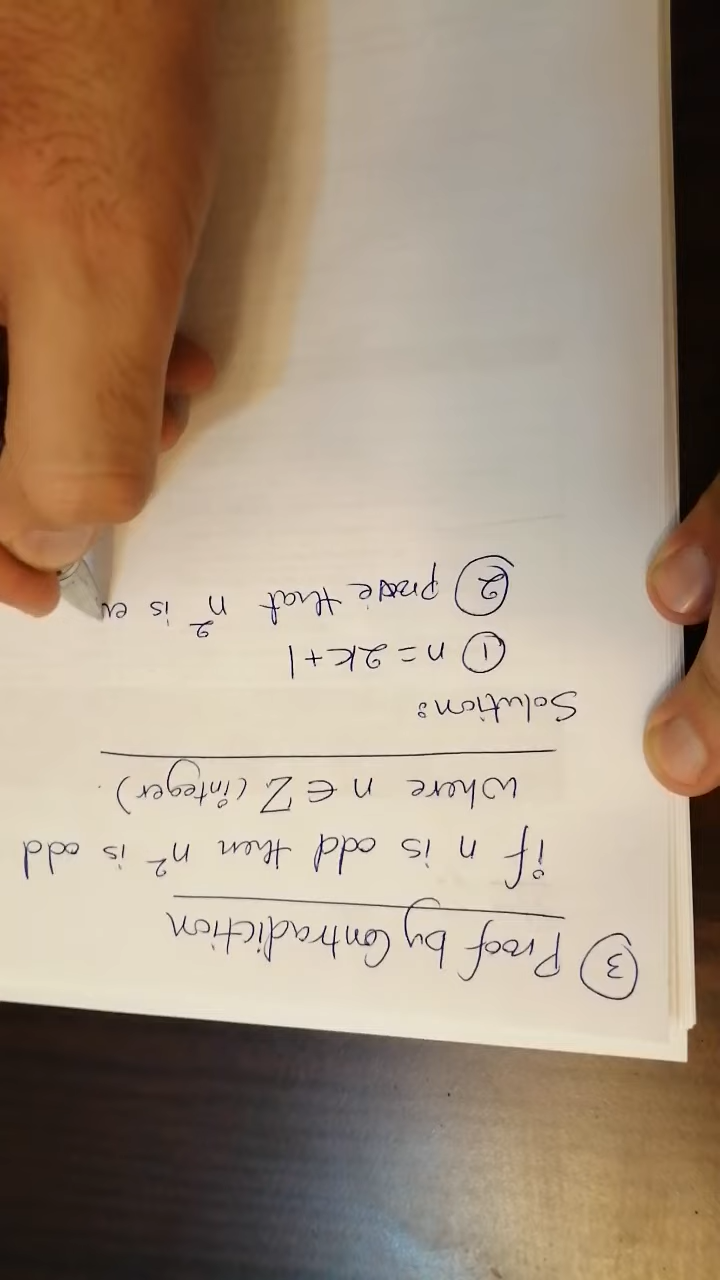 ③ Proof by Contradiction
if n is odd then n² is odd
where n ∈ Z (integer).
Solution:
① n = 2k+1
② prove that n² is ev